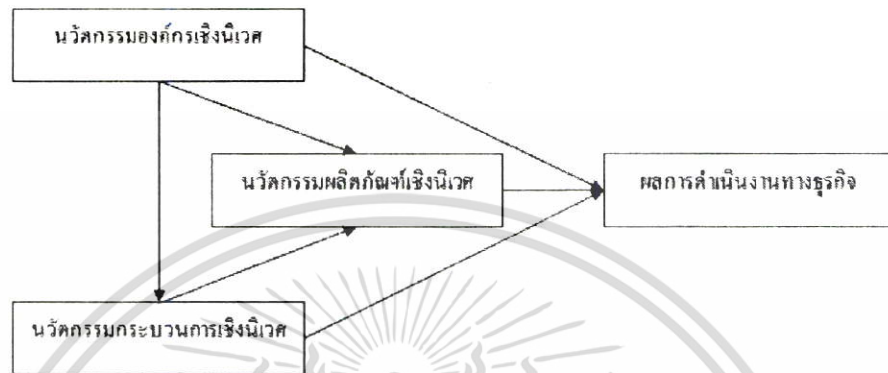 นวัตกรรมองค์กรเชิงนิเวศ
นวัตกรรมผลิตภัณฑ์เชิงนิเวศ
ผลการดำเนินงานทางธุรกิจ
นวัตกรรมกระบวนการเชิงนิเวศ